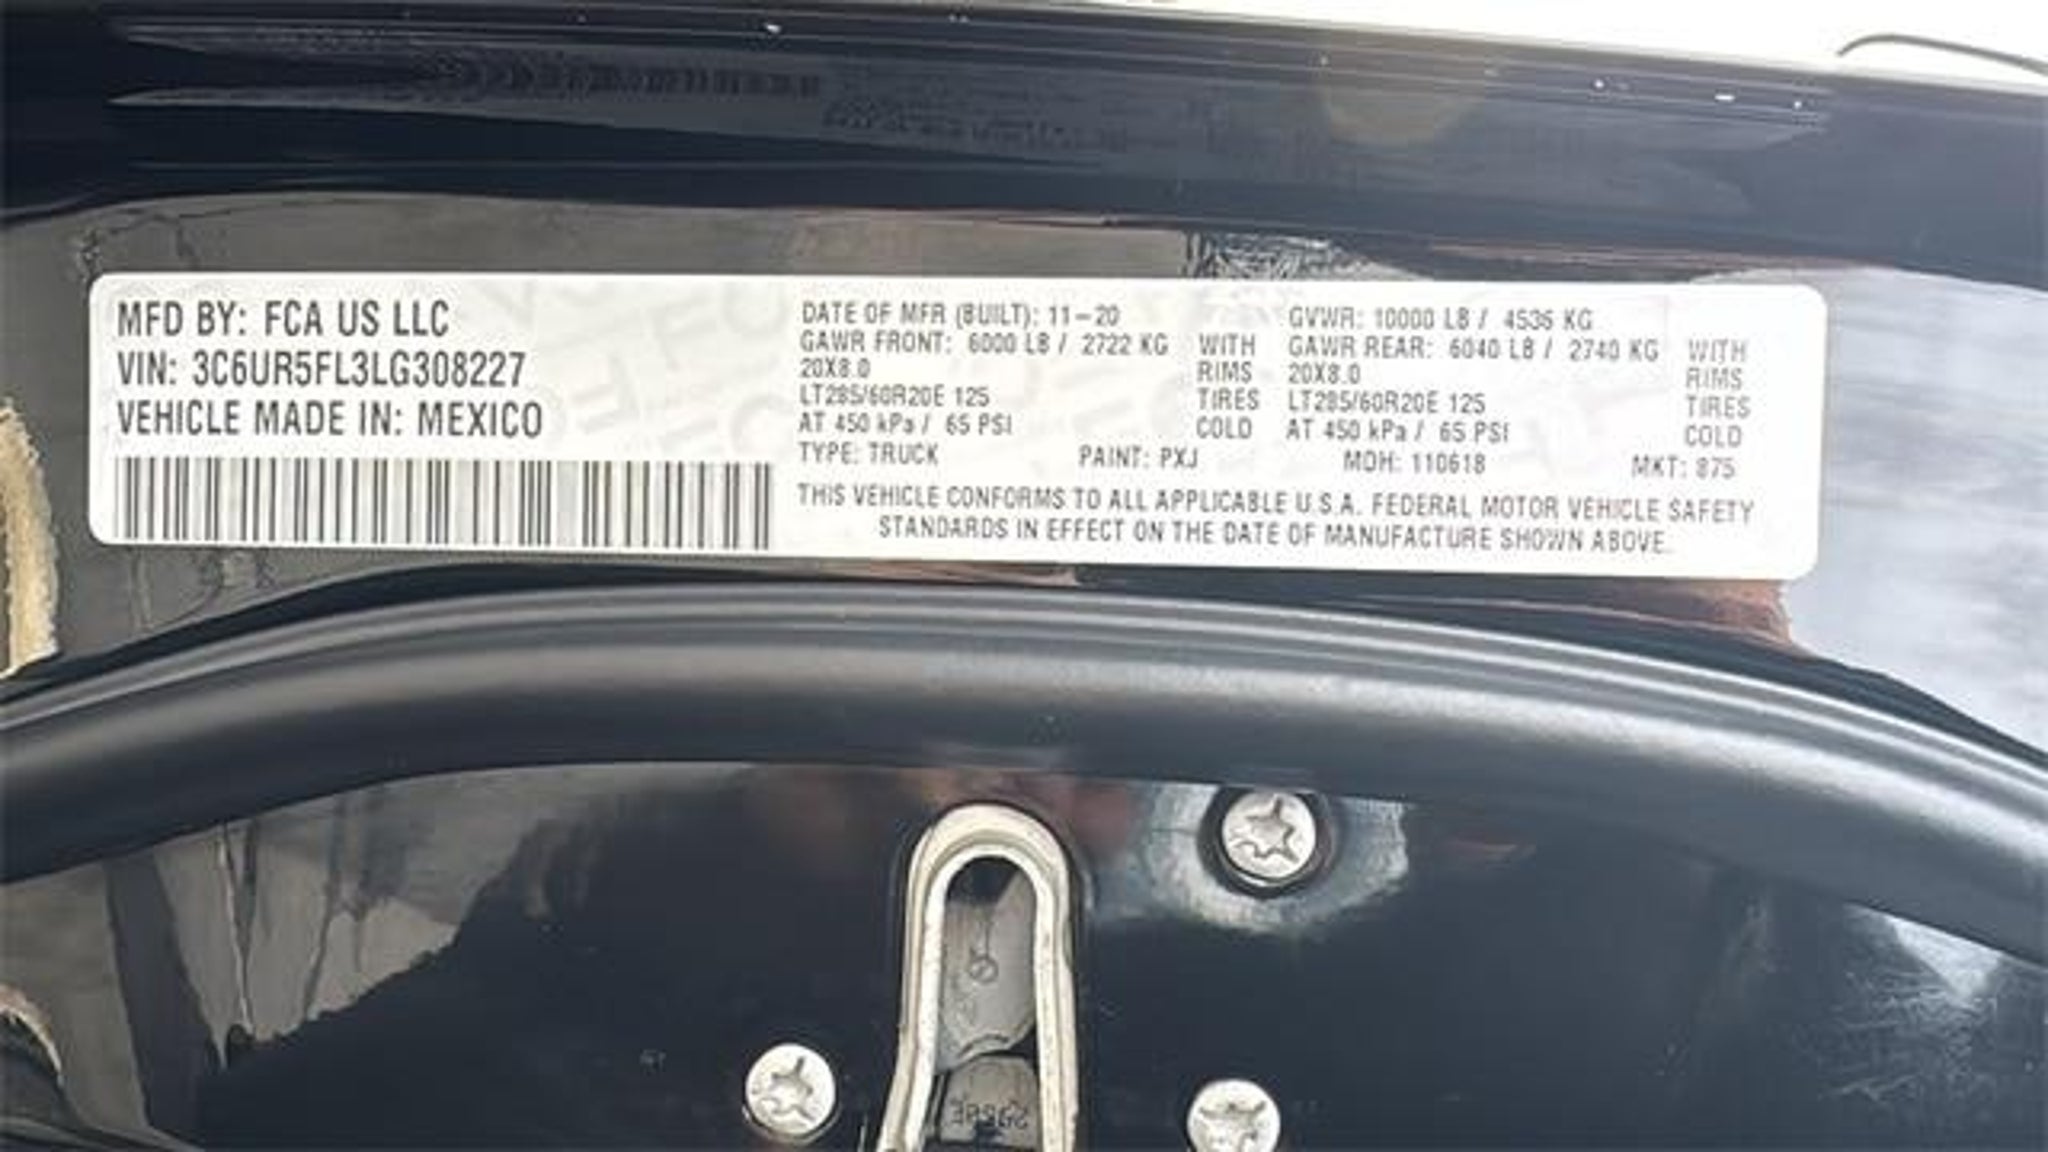 MFD BY: FCA US LLC
VIN: 3C6UR5FL3LG308227
VEHICLE MADE IN: MEXICO
DATE OF MFR (BUILT): 11-20 GVWR: 10000 LB / 4536 KG
GAWR FRONT: 6000 LB / 2722 KG WITH GAWR REAR: 6040 LB / 2740 KG WITH
20X8.0 RIMS 20X8.0 RIMS
LT285/60R20E 125 TIRES LT285/60R20E 125 TIRES
AT 450 kPa / 65 PSI COLD AT 450 kPa / 65 PSI COLD
TYPE: TRUCK PAINT: PXJ MDH: 110618 MKT: 875
THIS VEHICLE CONFORMS TO ALL APPLICABLE U.S.A. FEDERAL MOTOR VEHICLE SAFETY
STANDARDS IN EFFECT ON THE DATE OF MANUFACTURE SHOWN ABOVE.